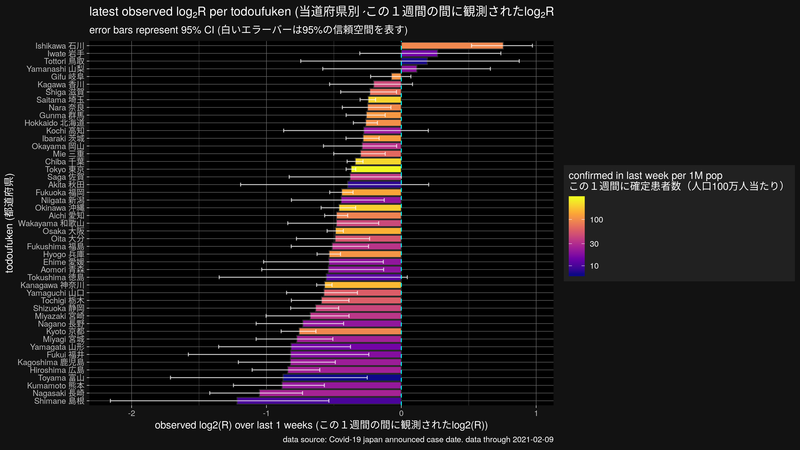 latest observed log₂R per todoufuken (当道府県別·この１週間の間に観測されたlog₂R
error bars represent 95% CI (白いエラーバーは95%の信頼空間を表す)
todoufuken (都道府県)
Ishikawa 石川
Iwate 岩手
Tottori 鳥取
Yamanashi 山梨
Gifu 岐阜
Kagawa 香川
Shiga 滋賀
Saitama 埼玉
Nara 奈良
Gunma 群馬
Hokkaido 北海道
Kochi 高知
Ibaraki 茨城
Okayama 岡山
Mie 三重
Chiba 千葉
Tokyo 東京
Saga 佐賀
Akita 秋田
Fukuoka 福岡
Niigata 新潟
Okinawa 沖縄
Aichi 愛知
Wakayama 和歌山
Osaka 大阪
Oita 大分
Fukushima 福島
Hyogo 兵庫
Ehime 愛媛
Aomori 青森
Tokushima 徳島
Kanagawa 神奈川
Yamaguchi 山口
Tochigi 栃木
Shizuoka 静岡
Miyazaki 宮崎
Nagano 長野
Kyoto 京都
Miyagi 宮城
Yamagata 山形
Fukui 福井
Kagoshima 鹿児島
Hiroshima 広島
Toyama 富山
Kumamoto 熊本
Nagasaki 長崎
Shimane 島根
-2 -1 0 1
observed log2(R) over last 1 weeks (この１週間の間に観測されたlog2(R))
data source: Covid-19 japan announced case date. data through 2021-02-09
confirmed in last week per 1M pop
この１週間に確定患者数（人口100万人当たり）
100
30
10